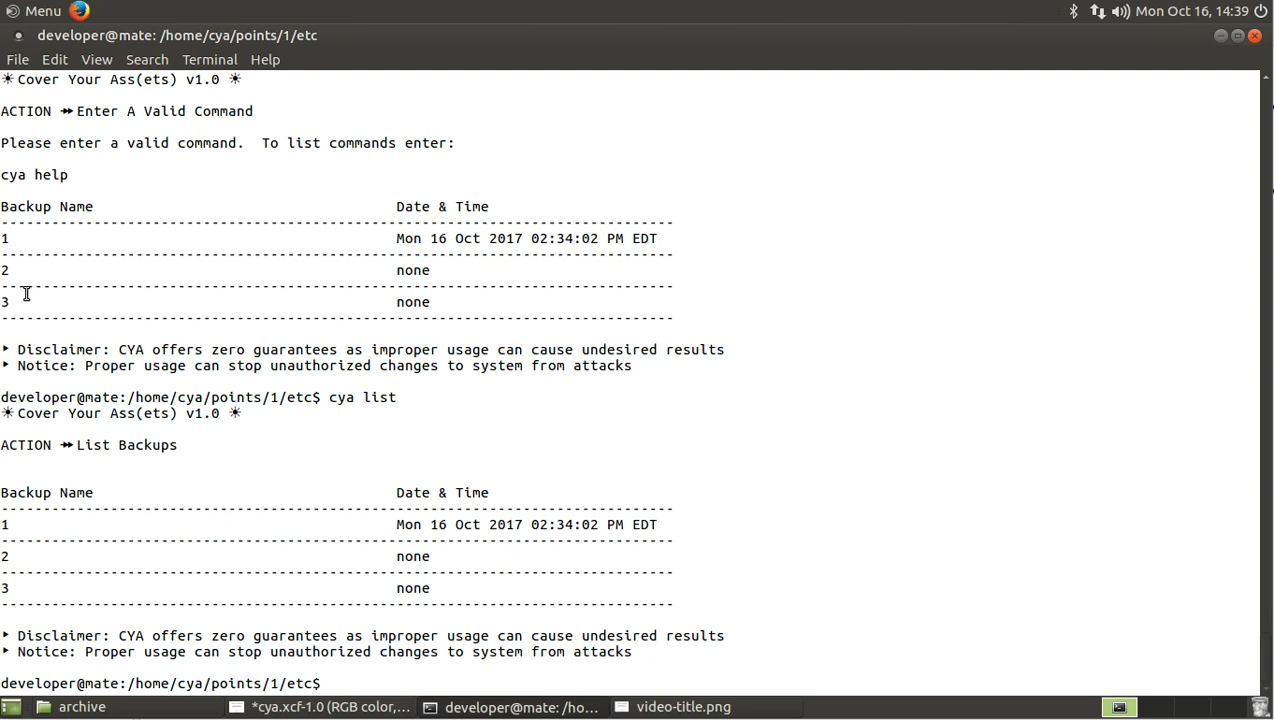 Menu Mon Oct 16, 14:39
developer@mate: /home/cya/points/1/etc
File Edit View Search Terminal Help
☀Cover Your Ass(ets) v1.0 ☀
ACTION ➻Enter A Valid Command
Please enter a valid command.  To list commands enter:
cya help
Backup Name Date & Time
--------------------------------------------------------------------------------
1 Mon 16 Oct 2017 02:34:02 PM EDT
--------------------------------------------------------------------------------
2 none
--------------------------------------------------------------------------------
3 none
--------------------------------------------------------------------------------
‣ Disclaimer: CYA offers zero guarantees as improper usage can cause undesired results
‣ Notice: Proper usage can stop unauthorized changes to system from attacks
developer@mate:/home/cya/points/1/etc$ cya list
☀Cover Your Ass(ets) v1.0 ☀
ACTION ➻List Backups
Backup Name Date & Time
--------------------------------------------------------------------------------
1 Mon 16 Oct 2017 02:34:02 PM EDT
--------------------------------------------------------------------------------
2 none
--------------------------------------------------------------------------------
3 none
--------------------------------------------------------------------------------
‣ Disclaimer: CYA offers zero guarantees as improper usage can cause undesired results
‣ Notice: Proper usage can stop unauthorized changes to system from attacks
developer@mate:/home/cya/points/1/etc$
archive *cya.xcf-1.0 (RGB color,... developer@mate: /ho... video-title.png